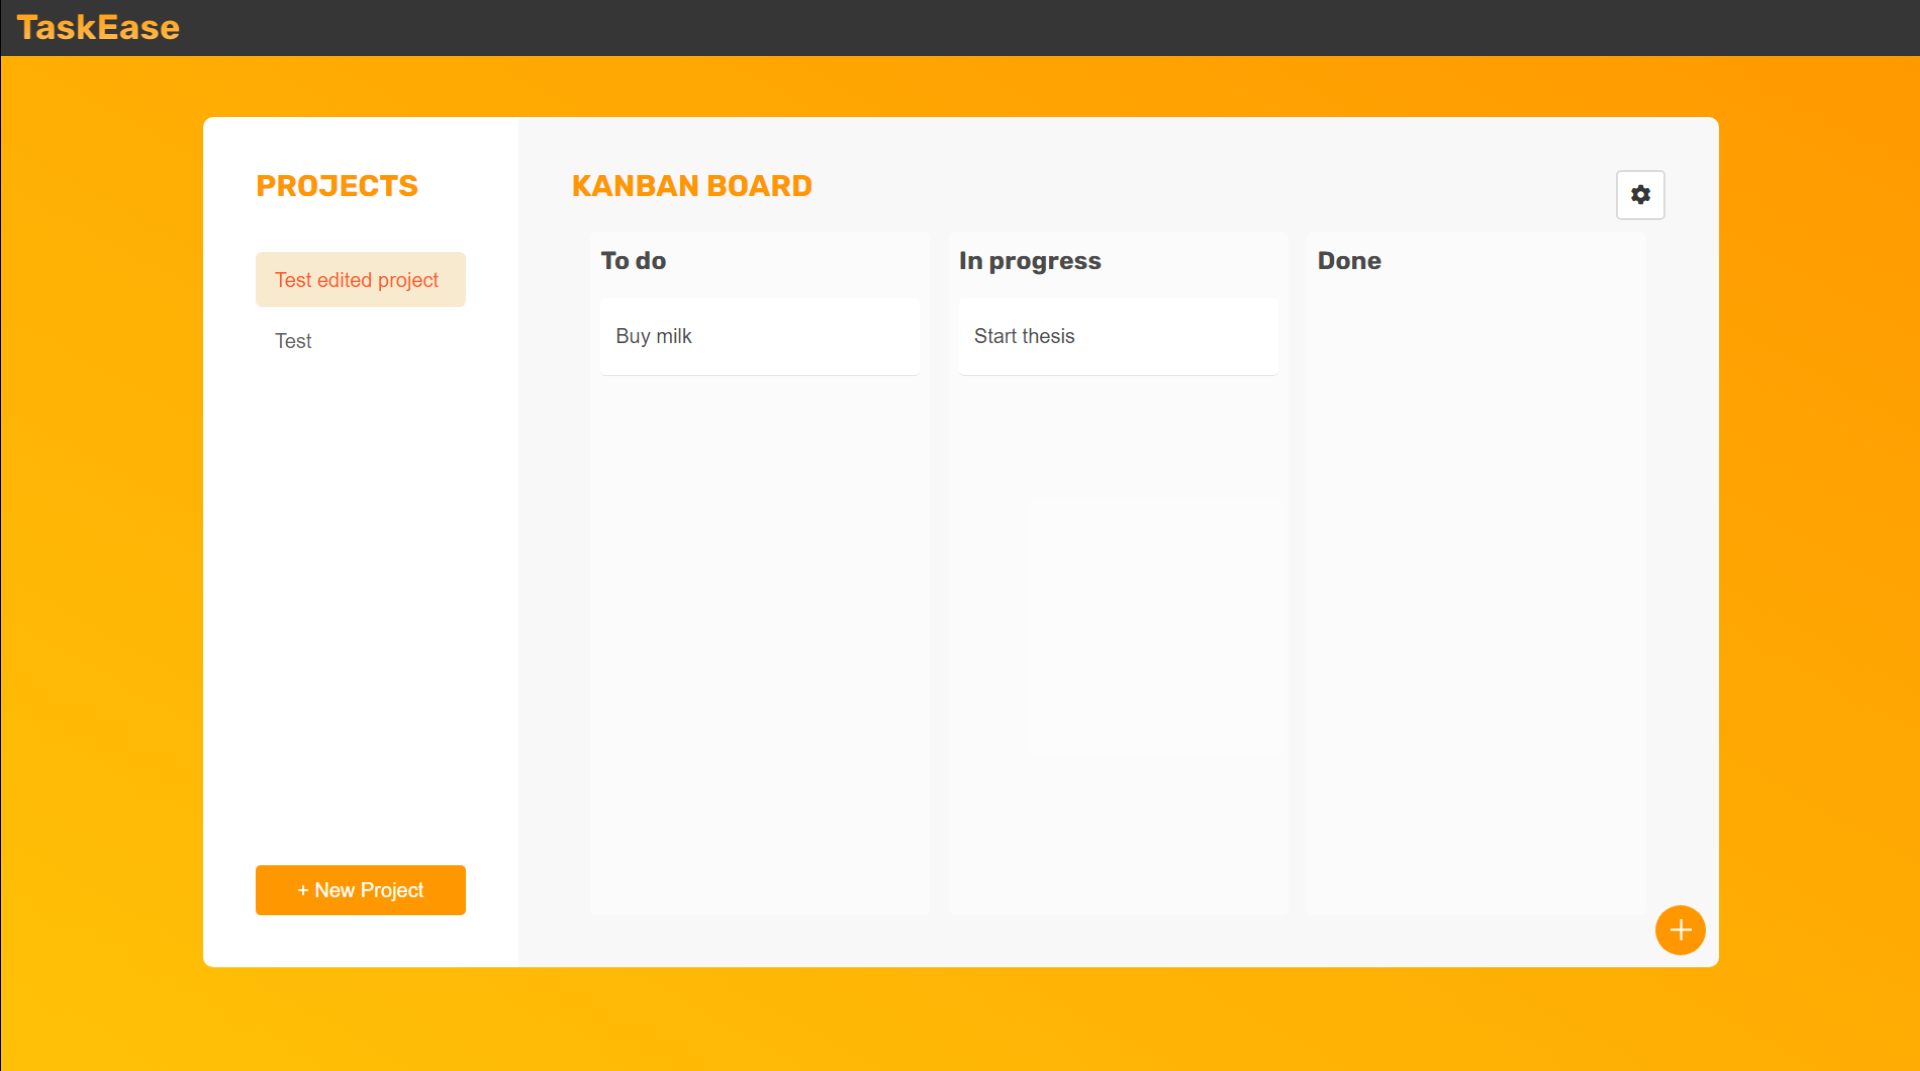 TaskEase
PROJECTS
Test edited project
Test
+ New Project
KANBAN BOARD
To do
Buy milk
In progress
Start thesis
Done